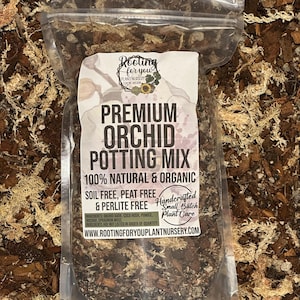 Rooting
for you
PREMIUM
ORCHID
POTTING MIX
100% NATURAL & ORGANIC
SOIL FREE, PEAT FREE
& PERLITE FREE
Handcrafted
Small Batch
Plant Care
WWW.ROOTINGFORYOUPLANTNURSERY.COM